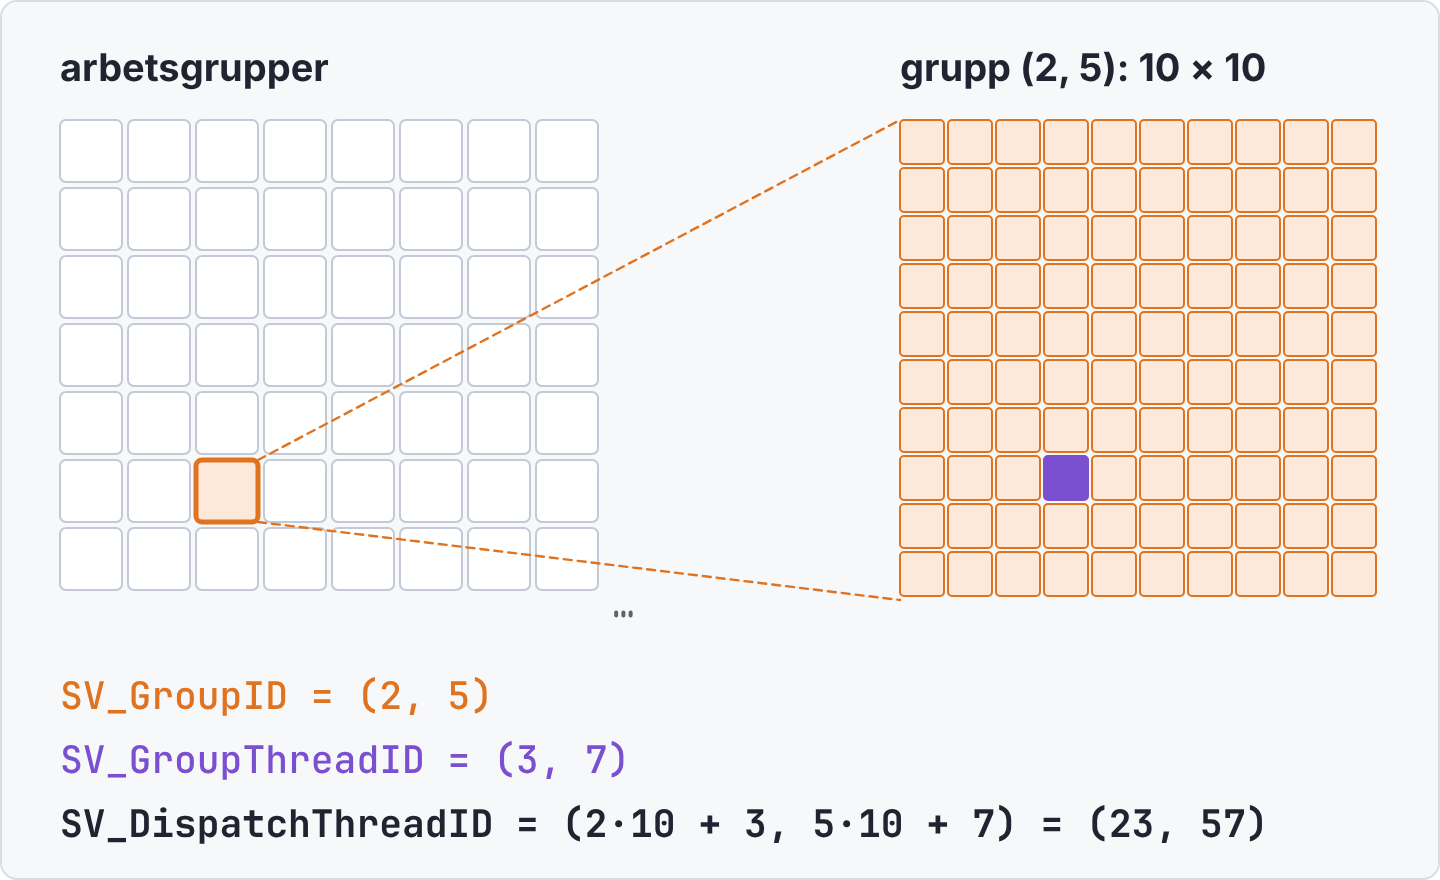 arbetsgrupper
grupp (2, 5): 10 × 10
...
SV_GroupID = (2, 5)
SV_GroupThreadID = (3, 7)
SV_DispatchThreadID = (2·10 + 3, 5·10 + 7) = (23, 57)